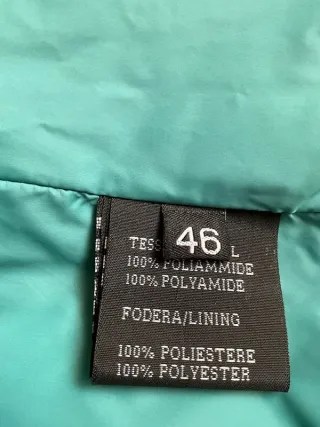 46
100% POLIAMMIDE
100% POLYAMIDE
FODERA/LINING
100% POLIESTERE
100% POLYESTER